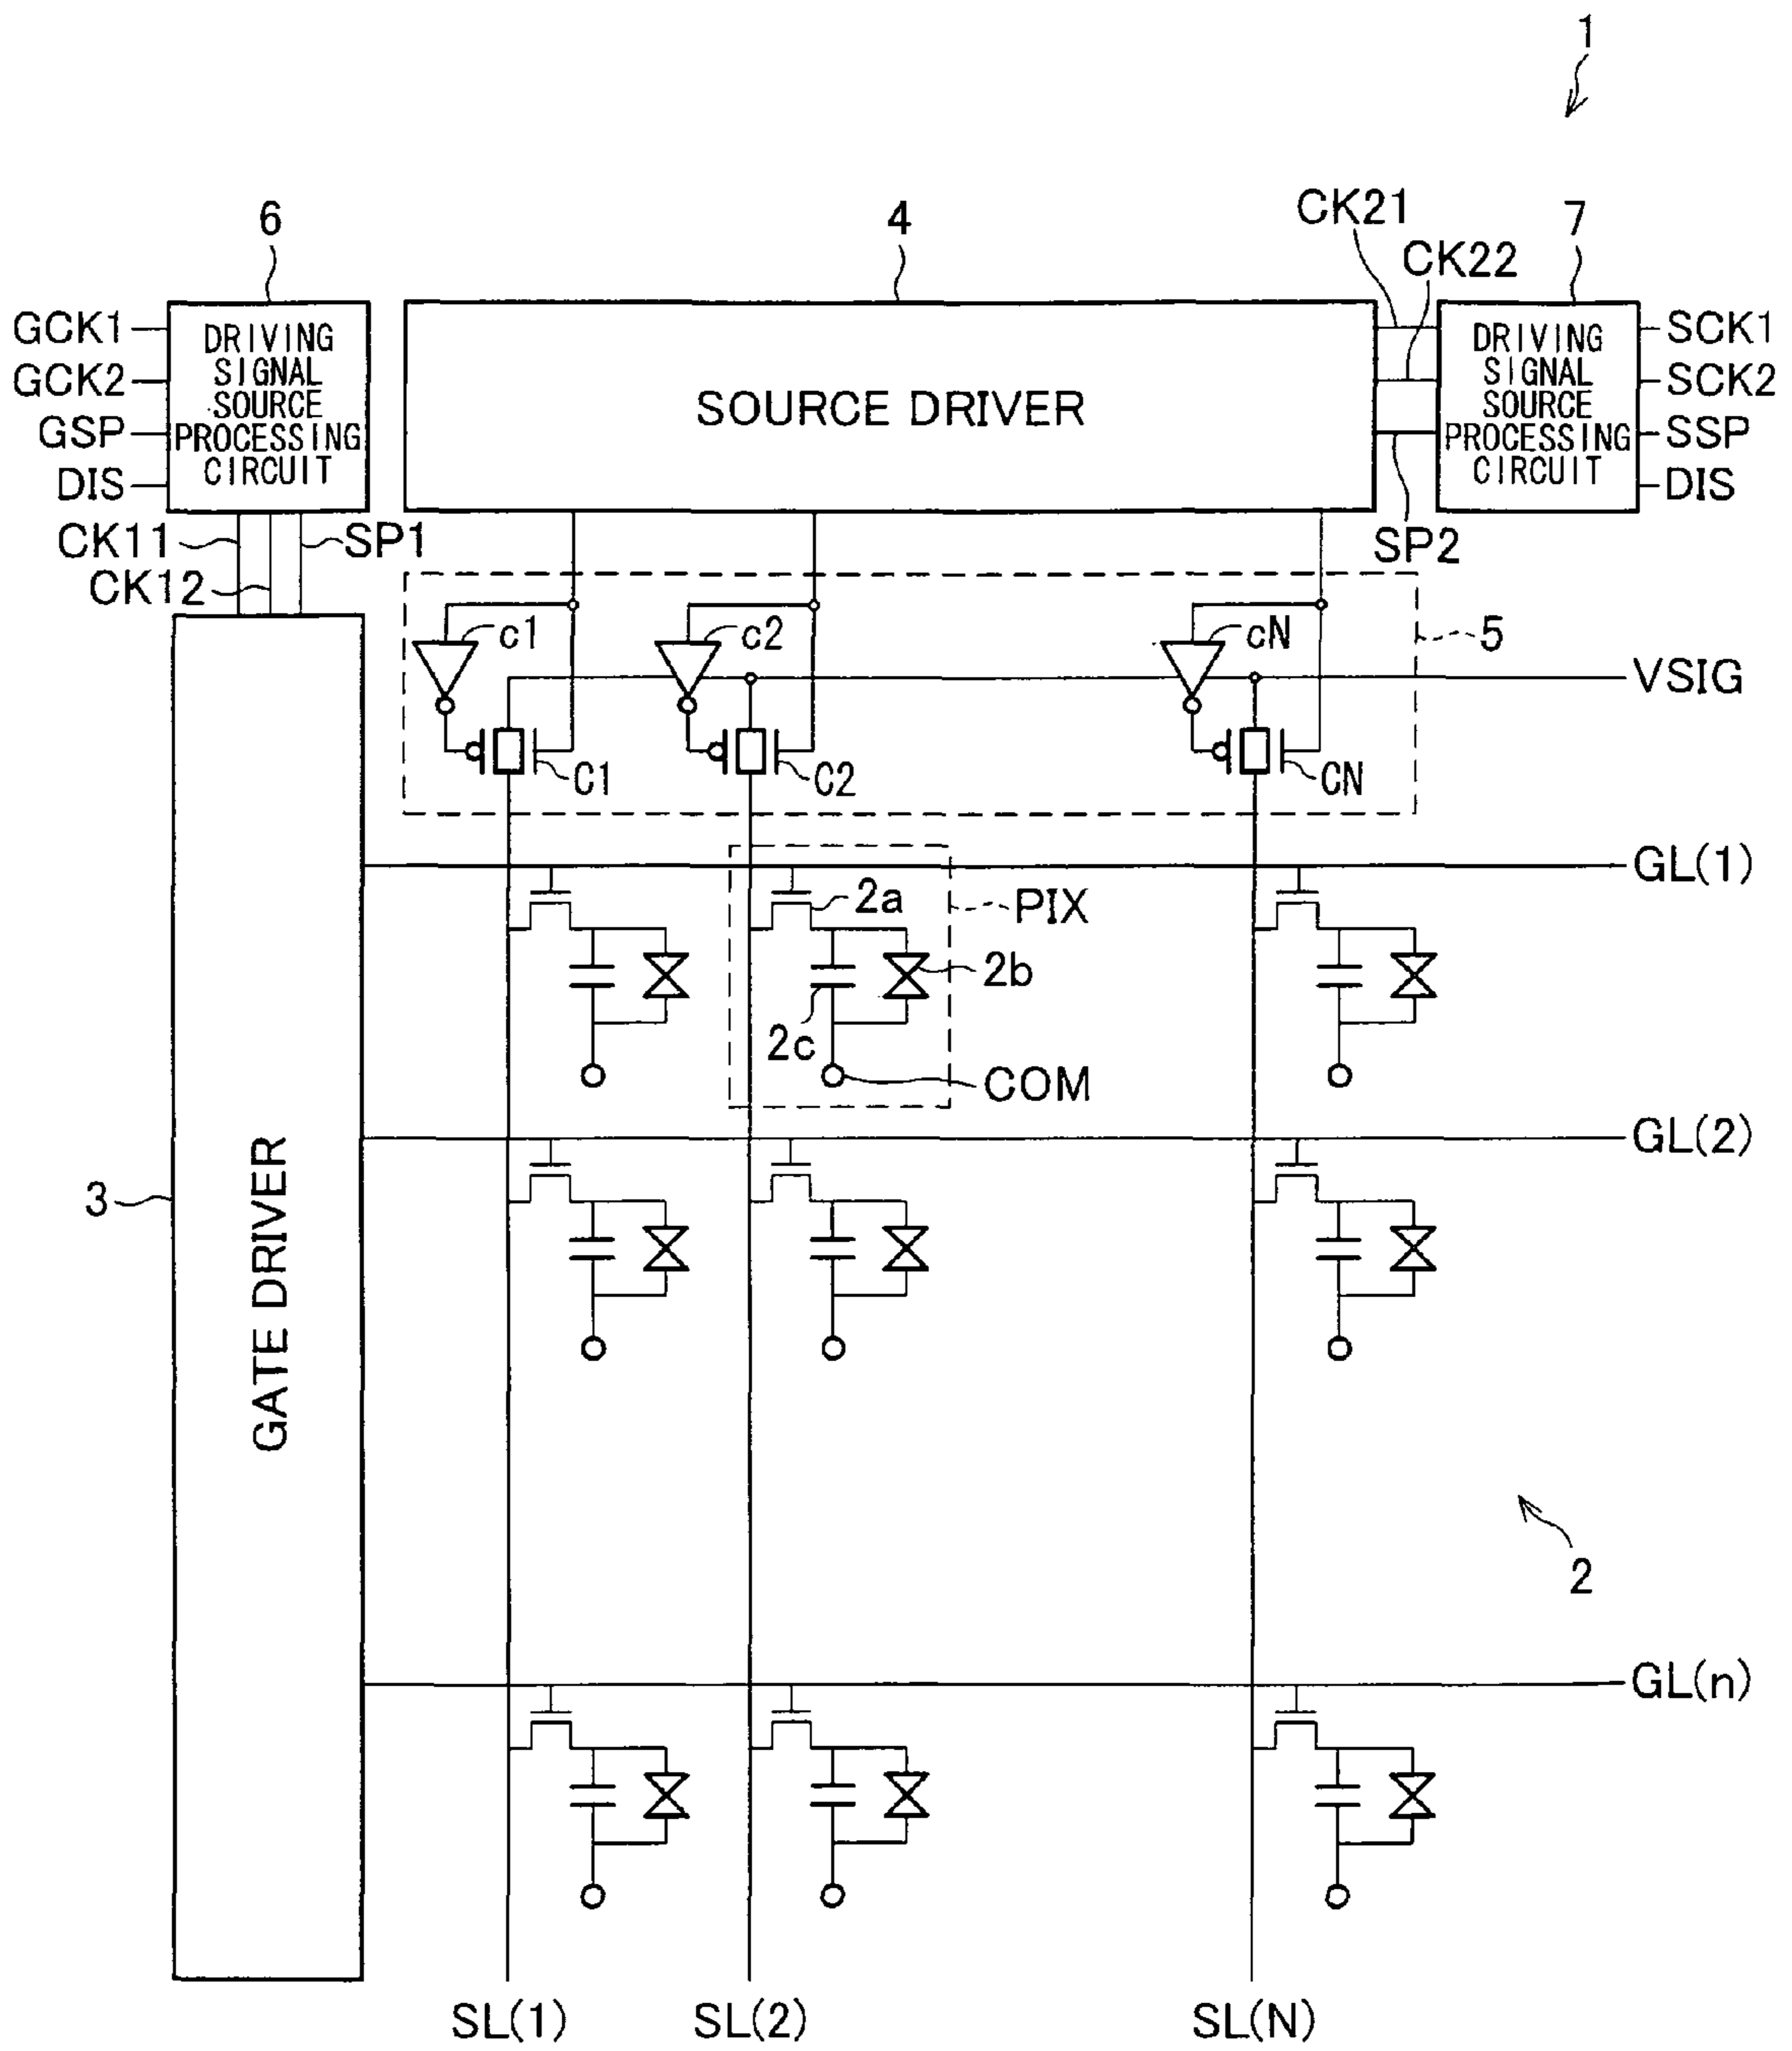 1
6
4
CK21
7
CK22
GCK1
GCK2
GSP
DIS
DRIVING
SIGNAL
SOURCE
PROCESSING
CIRCUIT
SOURCE DRIVER
DRIVING
SIGNAL
SOURCE
PROCESSING
CIRCUIT
SCK1
SCK2
SSP
DIS
CK11
SP1
CK12
SP2
c1
c2
cN
5
VSIG
C1
C2
CN
GL(1)
2a
PIX
2b
2c
COM
GL(2)
3
GATE DRIVER
2
GL(n)
SL(1)
SL(2)
SL(N)